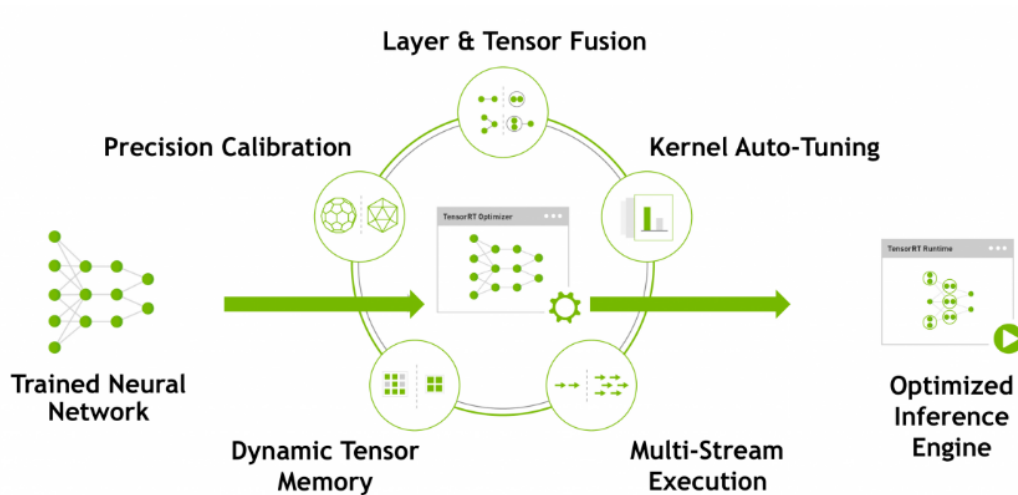 Layer & Tensor Fusion
Precision Calibration
Kernel Auto-Tuning
TensorRT Optimizer
TensorRT Runtime
Trained Neural
Network
Optimized
Inference
Engine
Dynamic Tensor
Memory
Multi-Stream
Execution